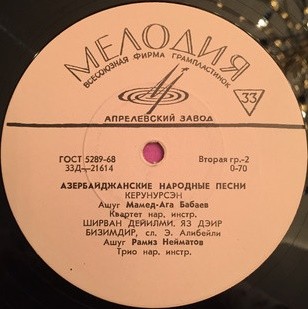 МЕЛОДИЯ
ВСЕСОЮЗНАЯ ФИРМА ГРАМПЛАСТИНОК
33
АПРЕЛЕВСКИЙ ЗАВОД
ГОСТ 5289-68 Вторая гр.-2
33Д—21614 0-70
АЗЕРБАЙДЖАНСКИЕ НАРОДНЫЕ ПЕСНИ
КЕРУНУРСЭН
Ашуг Мамед-Ага Бабаев
Квартет нар. инстр.
ШИРВАН ДЕЙИЛМИ, ЯЗ ДЭИР
БИЗИМДИР, сл. Э. Алибейли
Ашуг Рамиз Нейматов
Трио нар. инстр.